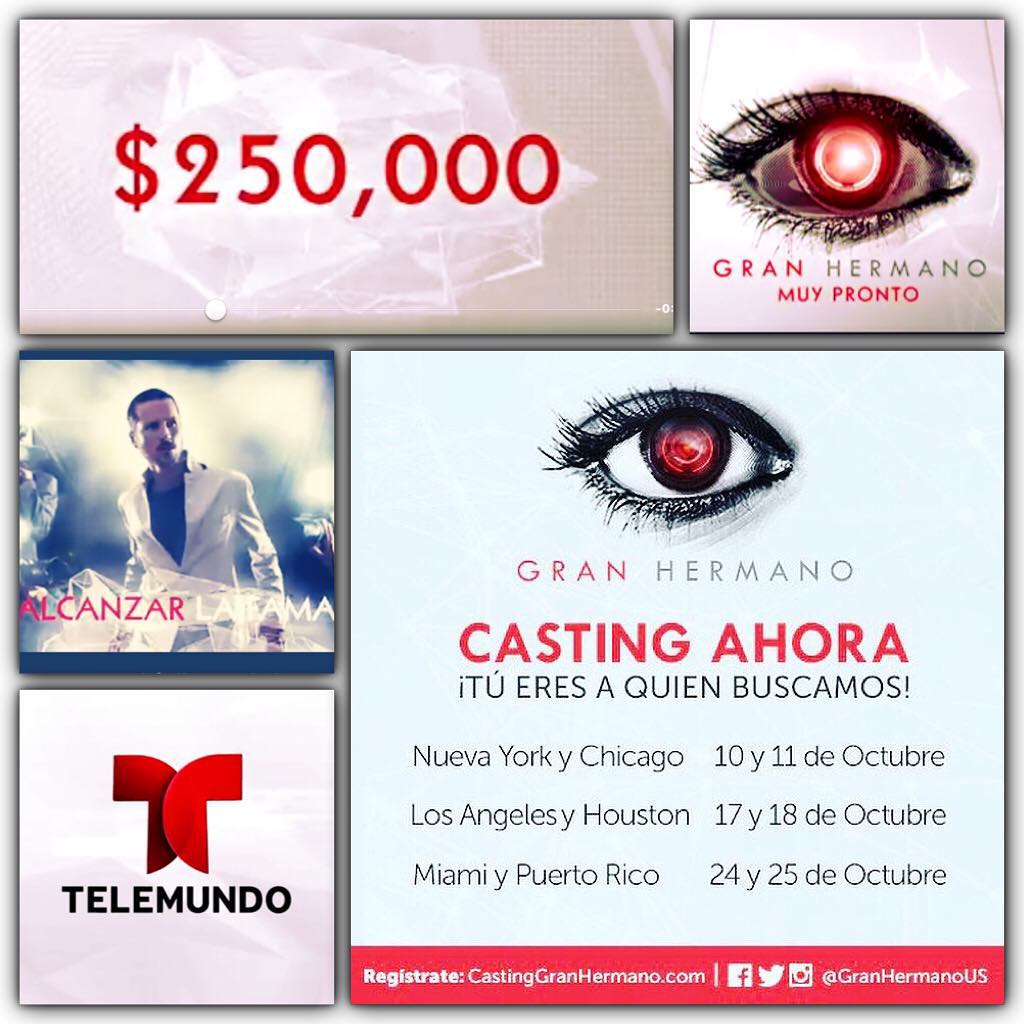 $250,000
GRAN HERMANO
MUY PRONTO
ALCANZAR LA FAMA
TELEMUNDO
GRAN HERMANO
CASTING AHORA
¡TÚ ERES A QUIEN BUSCAMOS!
Nueva York y Chicago 10 y 11 de Octubre
Los Angeles y Houston 17 y 18 de Octubre
Miami y Puerto Rico 24 y 25 de Octubre
Regístrate: CastingGranHermano.com | @GranHermanoUS